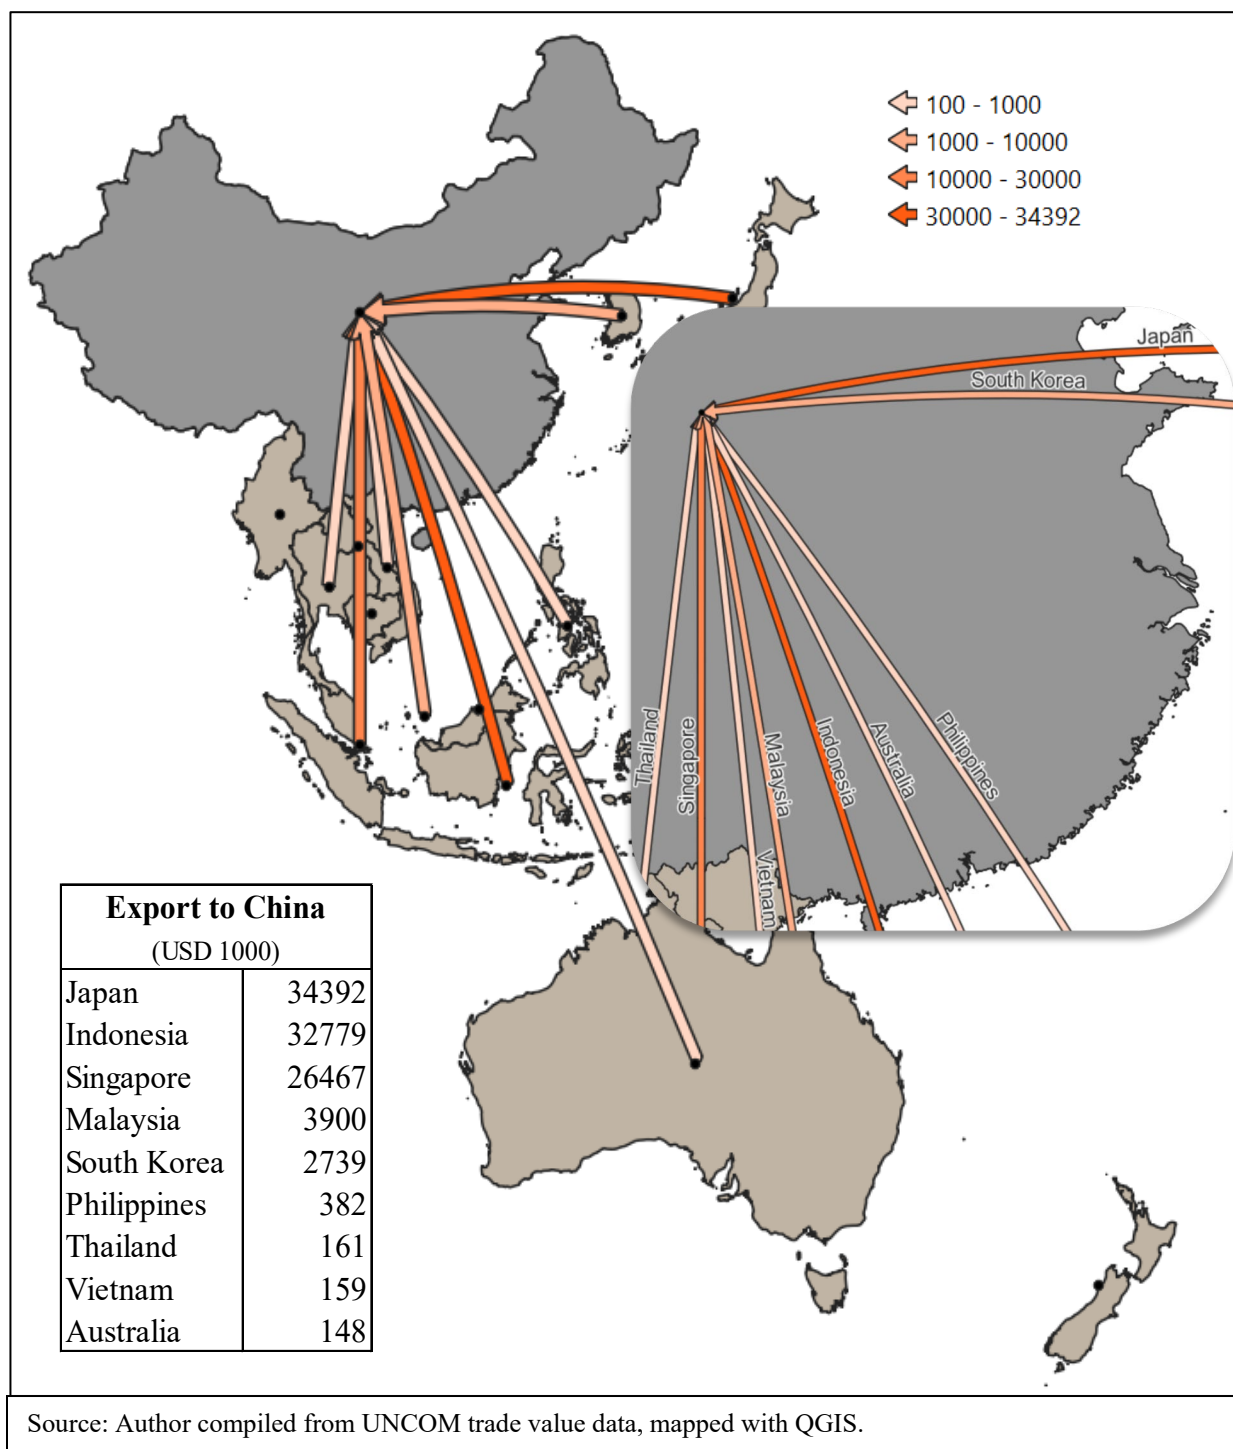 100 - 1000
1000 - 10000
10000 - 30000
30000 - 34392
Japan
South Korea
Thailand
Singapore
Vietnam
Malaysia
Indonesia
Australia
Philippines
Export to China
(USD 1000)
Japan 34392
Indonesia 32779
Singapore 26467
Malaysia 3900
South Korea 2739
Philippines 382
Thailand 161
Vietnam 159
Australia 148
Source: Author compiled from UNCOM trade value data, mapped with QGIS.